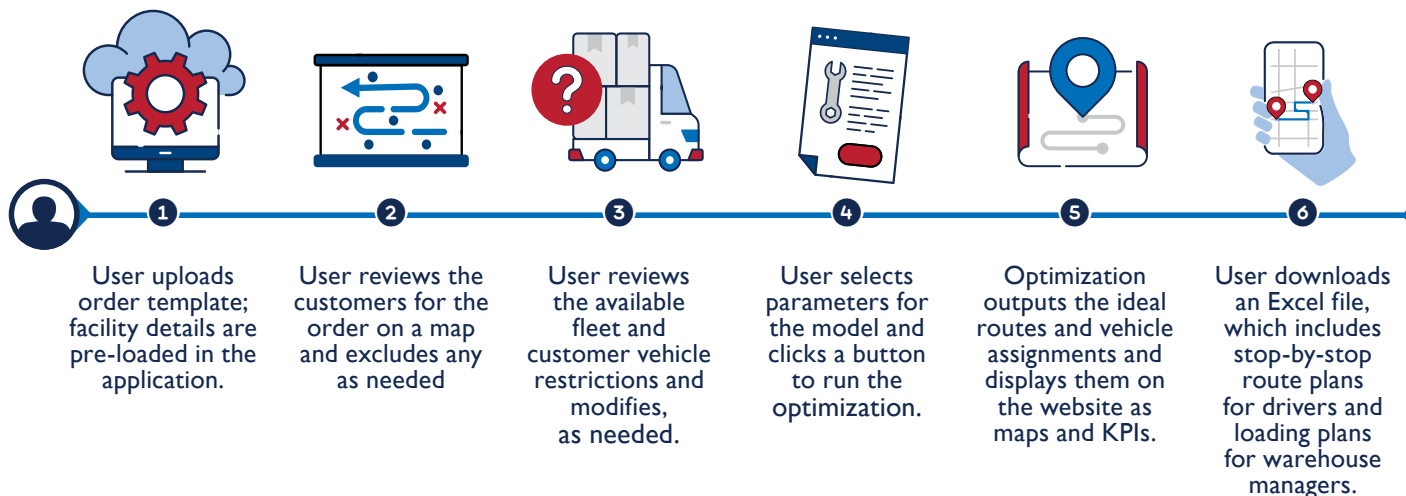 ?
1
2
3
4
5
6
User uploads
order template;
facility details are
pre-loaded in the
application.
User reviews the
customers for the
order on a map
and excludes any
as needed
User reviews
the available
fleet and
customer vehicle
restrictions and
modifies,
as needed.
User selects
parameters for
the model and
clicks a button
to run the
optimization.
Optimization
outputs the ideal
routes and vehicle
assignments and
displays them on
the website as
maps and KPIs.
User downloads
an Excel file,
which includes
stop-by-stop
route plans
for drivers and
loading plans
for warehouse
managers.